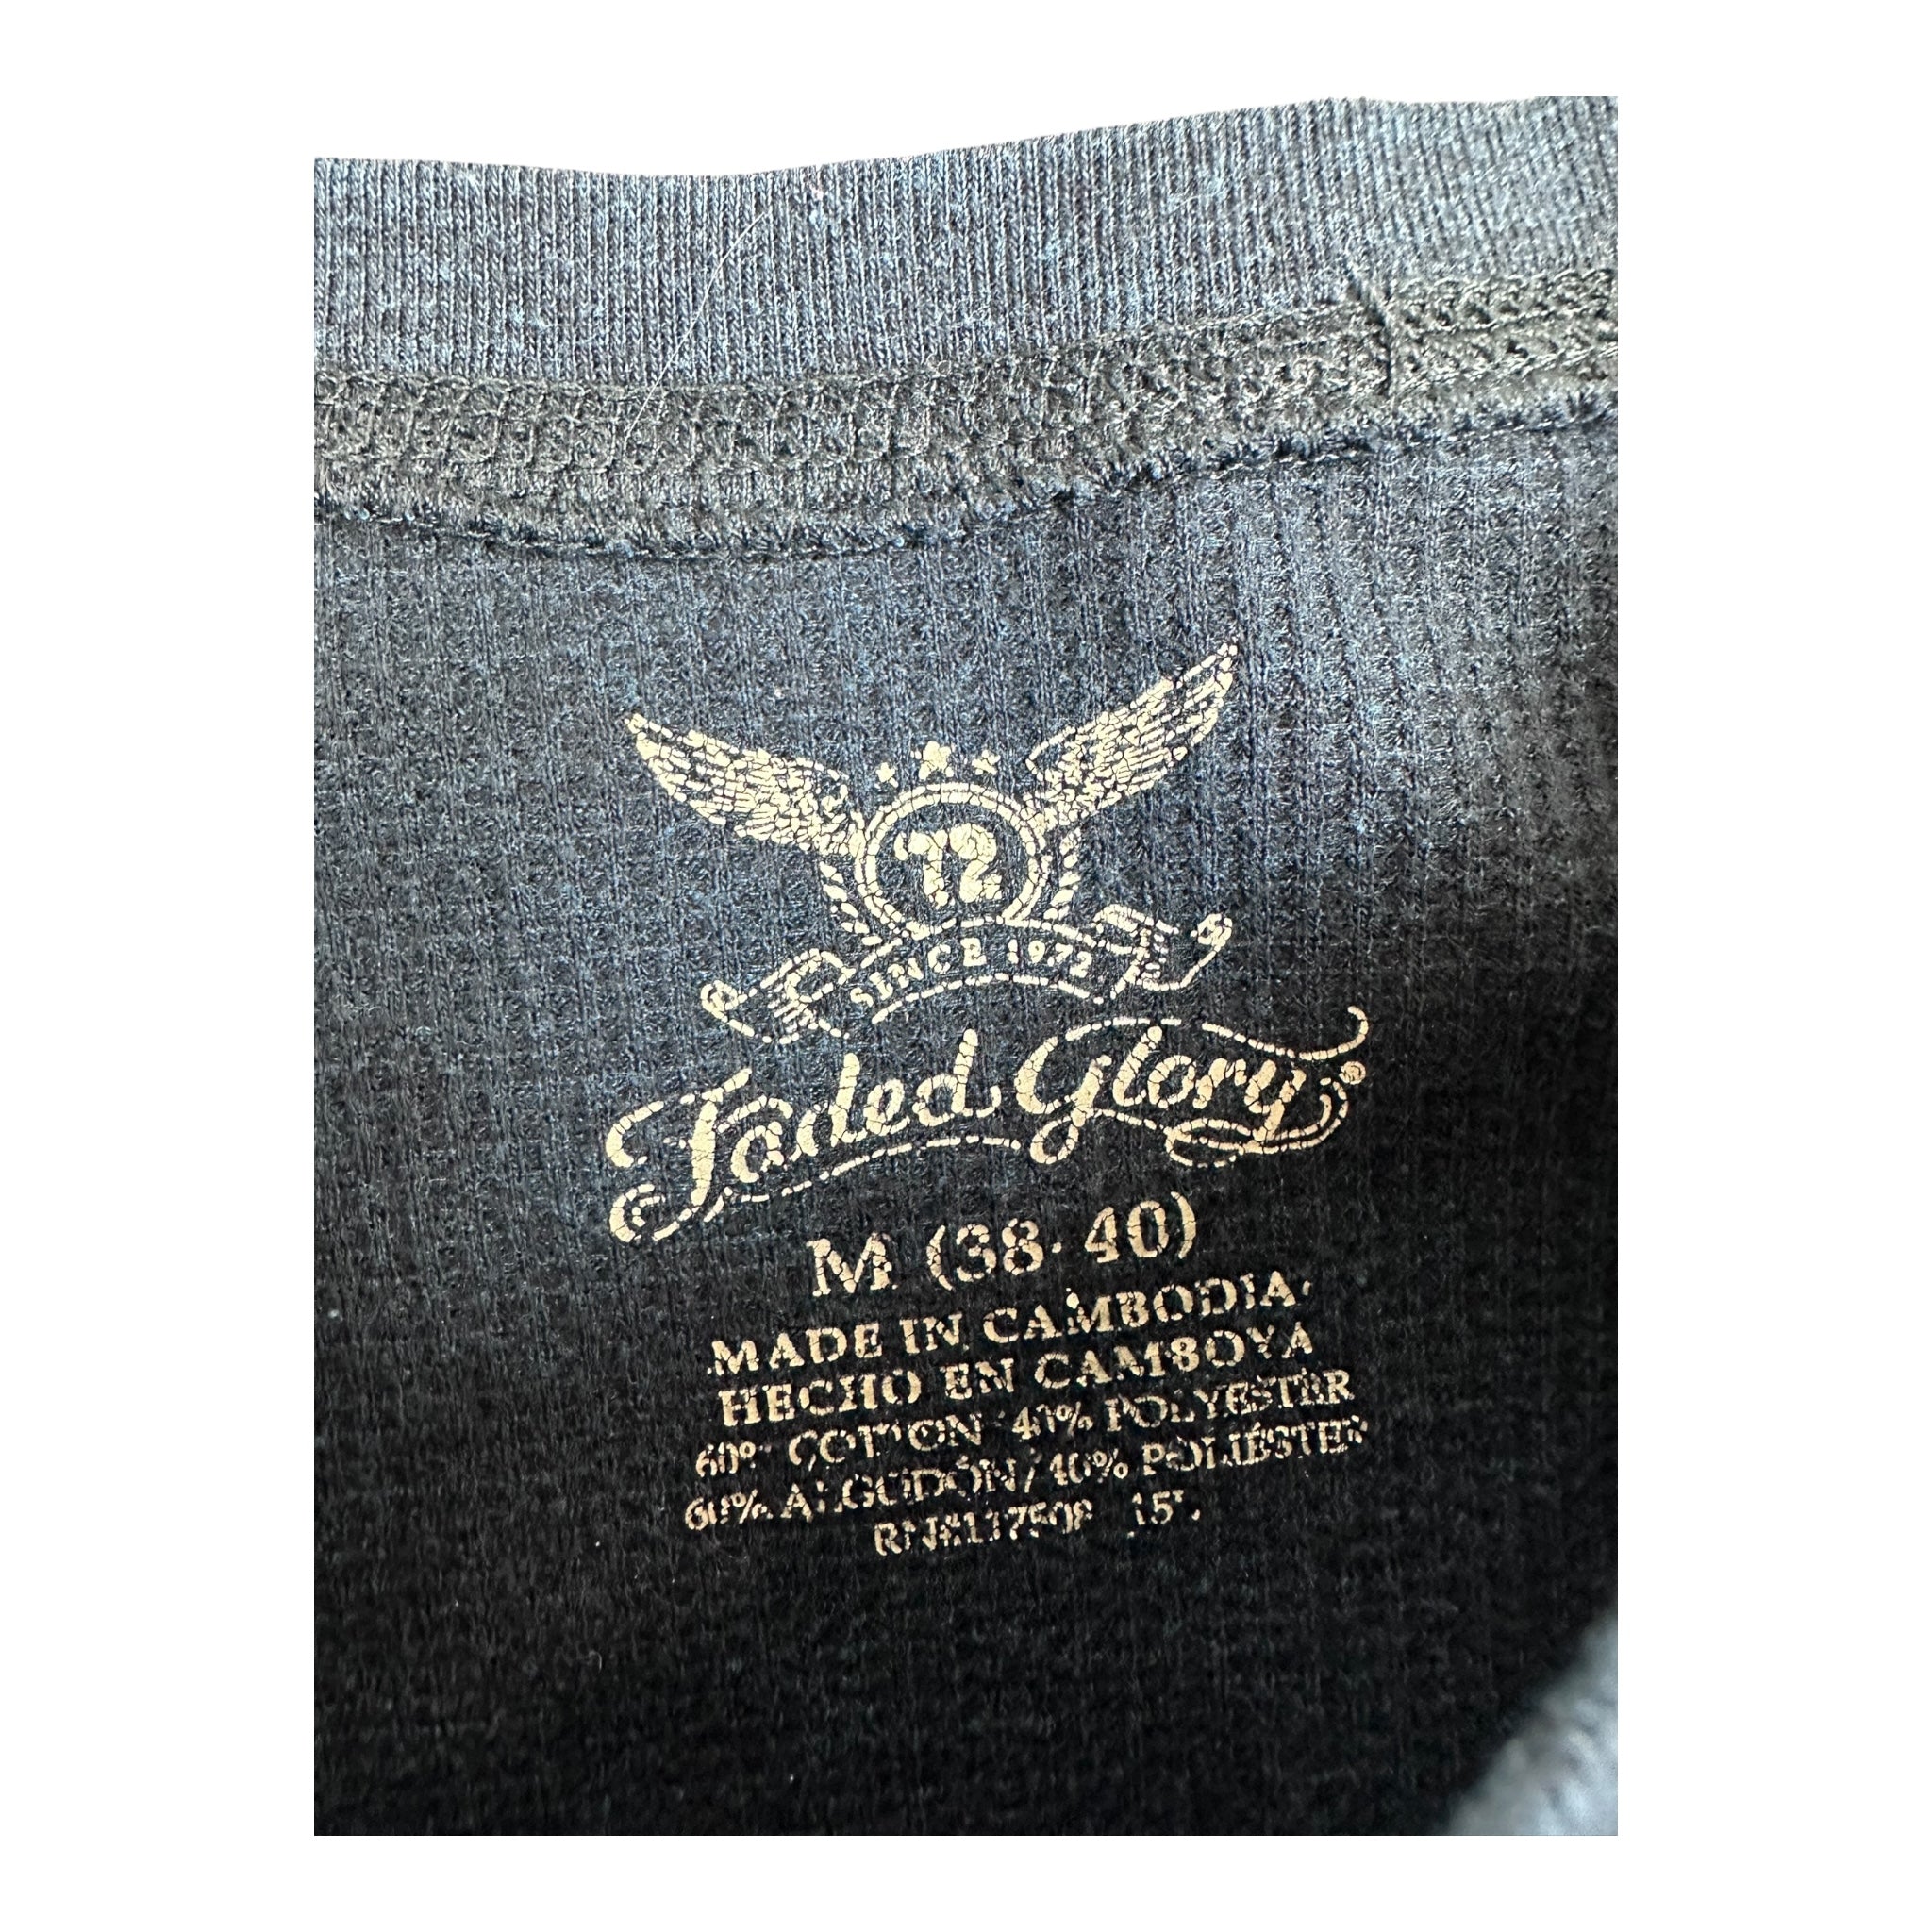 '72
SINCE 1972
Faded Glory®
M (38-40)
MADE IN CAMBODIA
HECHO EN CAMBOYA
60% COTTON 40% POLYESTER
60% ALGODÓN/40% POLIÉSTER